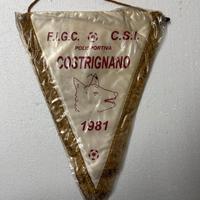 F.I.G.C. C.S.I.
POLISPORTIVA
COSTRIGNANO
1981